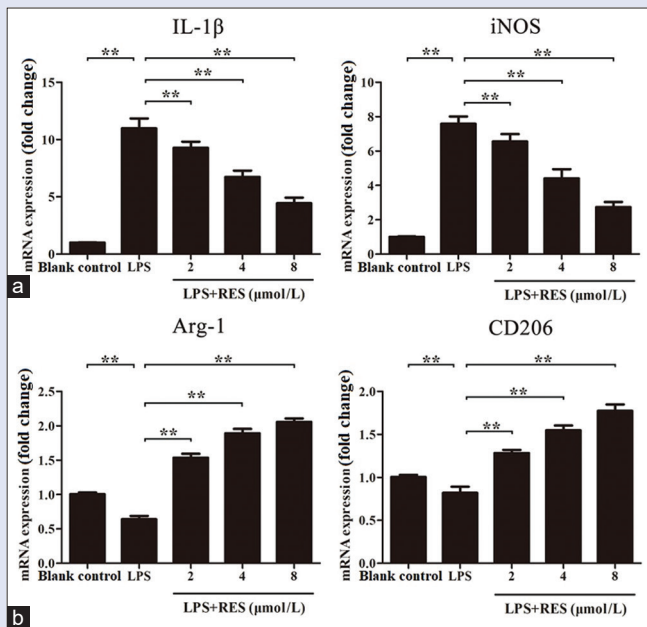 IL-1β
** ** ** **
mRNA expression (fold change)
15
10
5
0
Blank control LPS 2 4 8
LPS+RES (μmol/L)
iNOS
** ** ** **
mRNA expression (fold change)
10
8
6
4
2
0
Blank control LPS 2 4 8
LPS+RES (μmol/L)
a
Arg-1
** ** ** **
mRNA expression (fold change)
2.5
2.0
1.5
1.0
0.5
0.0
Blank control LPS 2 4 8
LPS+RES (μmol/L)
CD206
** ** ** **
mRNA expression (fold change)
2.0
1.5
1.0
0.5
0.0
Blank control LPS 2 4 8
LPS+RES (μmol/L)
b